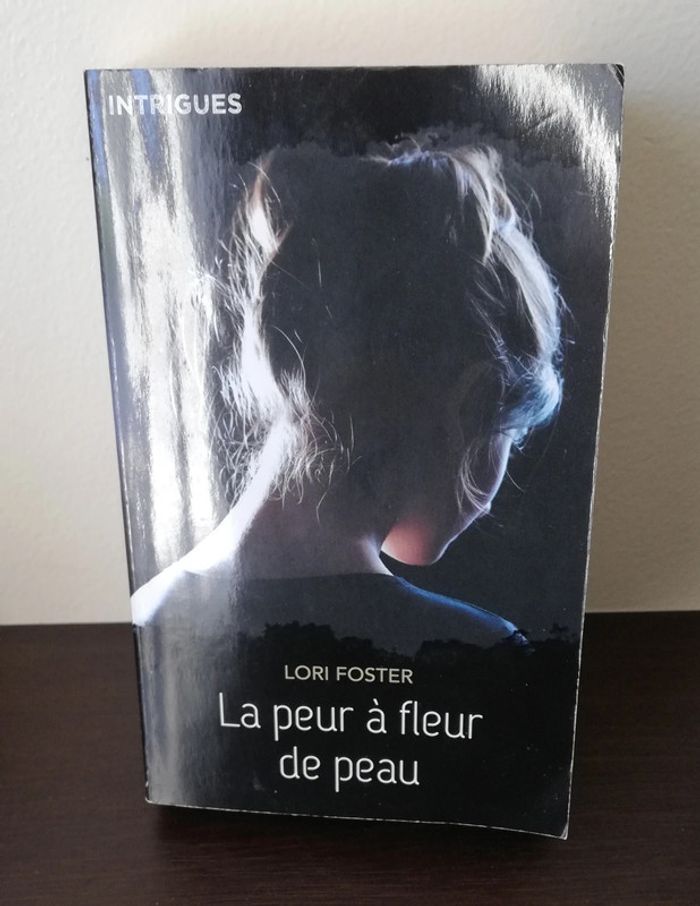 INTRIGUES
LORI FOSTER
La peur à fleur
de peau